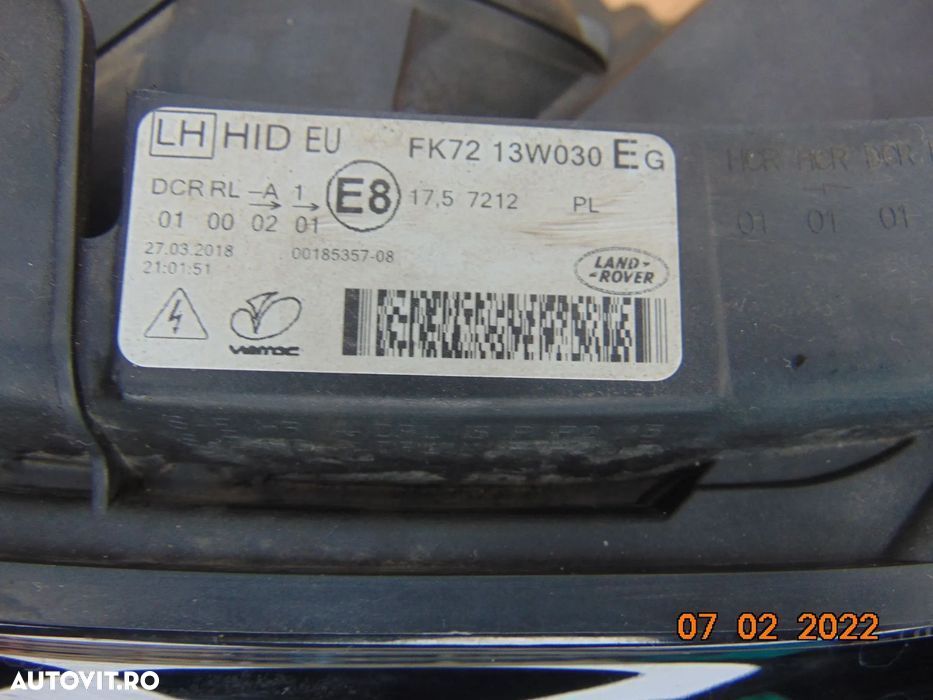 LH HID EU FK72 13W030 EG
DCR RL -A 1
E8
17,5 7212 PL
01 00 02 01
27.03.2018 00185357-08
21:01:51
LAND-
-ROVER
varroc
HCR HCR DCR
01 01 01
07 02 2022
AUTOVIT.RO